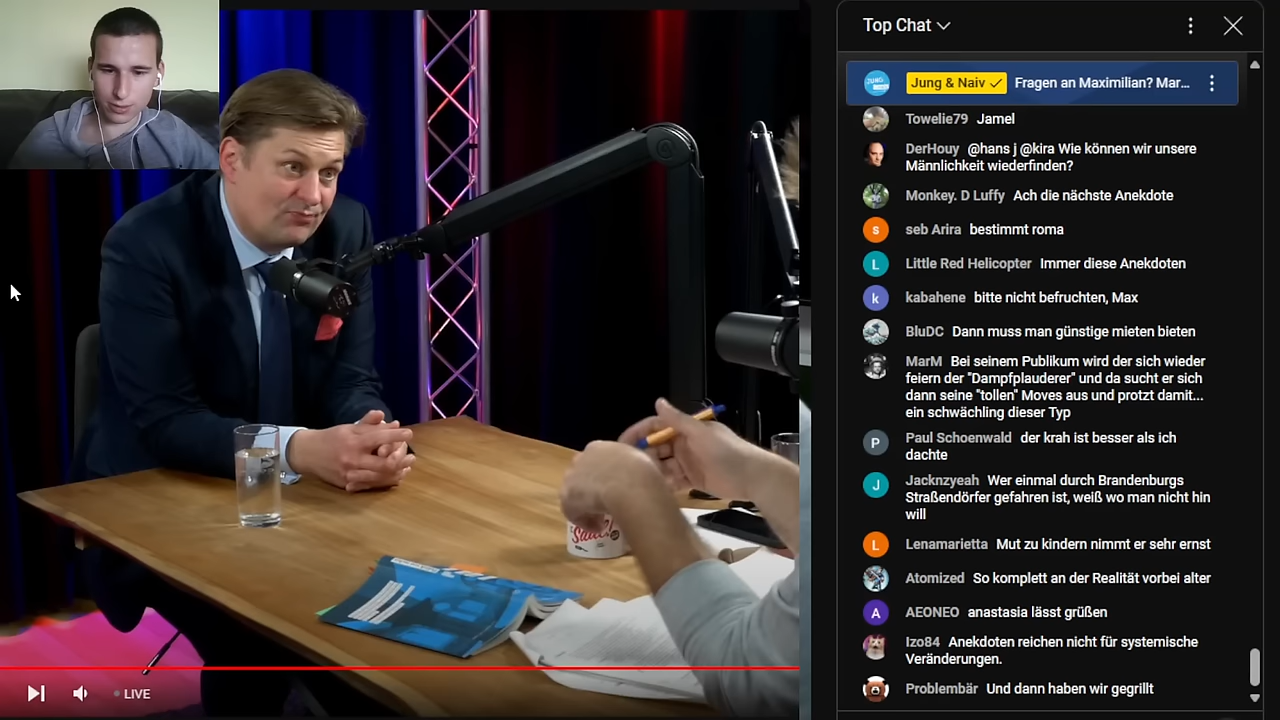 Top Chat
Jung & Naiv Fragen an Maximilian? Mar...
Towelie79 Jamel
DerHouy @hans j @kira Wie können wir unsere
Männlichkeit wiederfinden?
Monkey. D Luffy Ach die nächste Anekdote
s seb Arira bestimmt roma
L Little Red Helicopter Immer diese Anekdoten
k kabahene bitte nicht befruchten, Max
BluDC Dann muss man günstige mieten bieten
MarM Bei seinem Publikum wird der sich wieder
feiern der "Dampfplauderer" und da sucht er sich
dann seine "tollen" Moves aus und protzt damit...
ein schwächling dieser Typ
P Paul Schoenwald der krah ist besser als ich
dachte
J Jacknzyeah Wer einmal durch Brandenburgs
Straßendörfer gefahren ist, weiß wo man nicht hin
will
L Lenamarietta Mut zu kindern nimmt er sehr ernst
Atomized So komplett an der Realität vorbei alter
A AEONEO anastasia lässt grüßen
Izo84 Anekdoten reichen nicht für systemische
Veränderungen.
Problembär Und dann haben wir gegrillt
LIVE